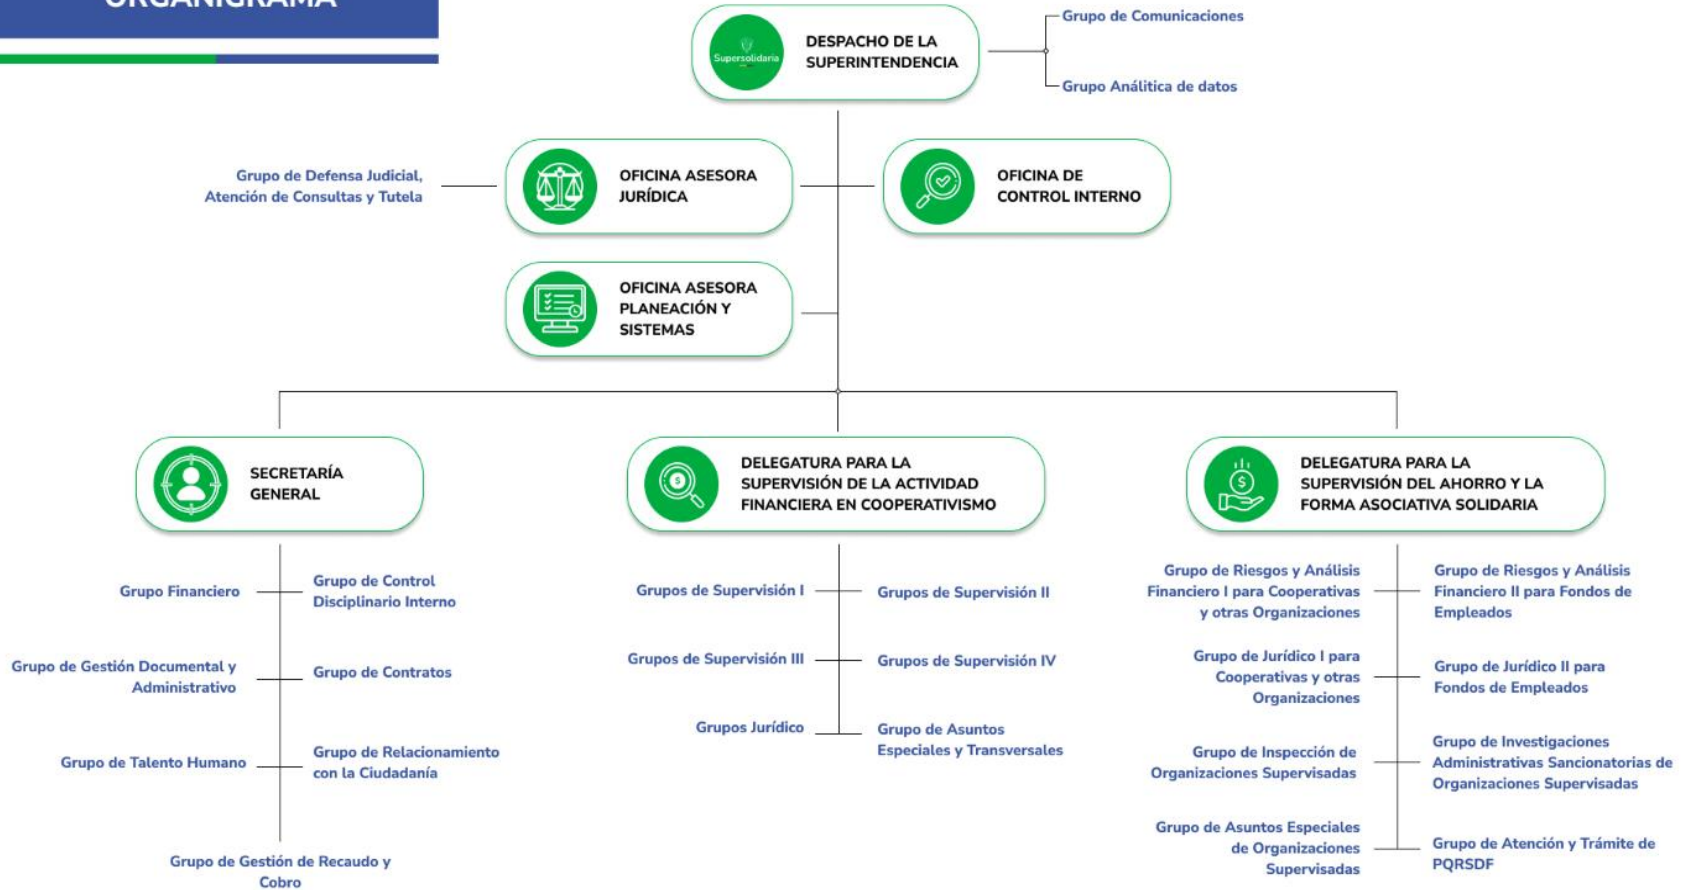 ORGANIGRAMA
Supersolidaria
DESPACHO DE LA
SUPERINTENDENCIA
Grupo de Comunicaciones
Grupo Análitica de datos
Grupo de Defensa Judicial,
Atención de Consultas y Tutela
OFICINA ASESORA
JURÍDICA
OFICINA DE
CONTROL INTERNO
OFICINA ASESORA
PLANEACIÓN Y
SISTEMAS
SECRETARÍA
GENERAL
Grupo Financiero
Grupo de Control
Disciplinario Interno
Grupo de Gestión Documental y
Administrativo
Grupo de Contratos
Grupo de Talento Humano
Grupo de Relacionamiento
con la Ciudadanía
Grupo de Gestión de Recaudo y
Cobro
DELEGATURA PARA LA
SUPERVISIÓN DE LA ACTIVIDAD
FINANCIERA EN COOPERATIVISMO
Grupos de Supervisión I
Grupos de Supervisión II
Grupos de Supervisión III
Grupos de Supervisión IV
Grupos Jurídico
Grupo de Asuntos
Especiales y Transversales
DELEGATURA PARA LA
SUPERVISIÓN DEL AHORRO Y LA
FORMA ASOCIATIVA SOLIDARIA
Grupo de Riesgos y Análisis
Financiero I para Cooperativas
y otras Organizaciones
Grupo de Riesgos y Análisis
Financiero II para Fondos de
Empleados
Grupo de Jurídico I para
Cooperativas y otras
Organizaciones
Grupo de Jurídico II para
Fondos de Empleados
Grupo de Inspección de
Organizaciones Supervisadas
Grupo de Investigaciones
Administrativas Sancionatorias de
Organizaciones Supervisadas
Grupo de Asuntos Especiales
de Organizaciones
Supervisadas
Grupo de Atención y Trámite de
PQRSDF